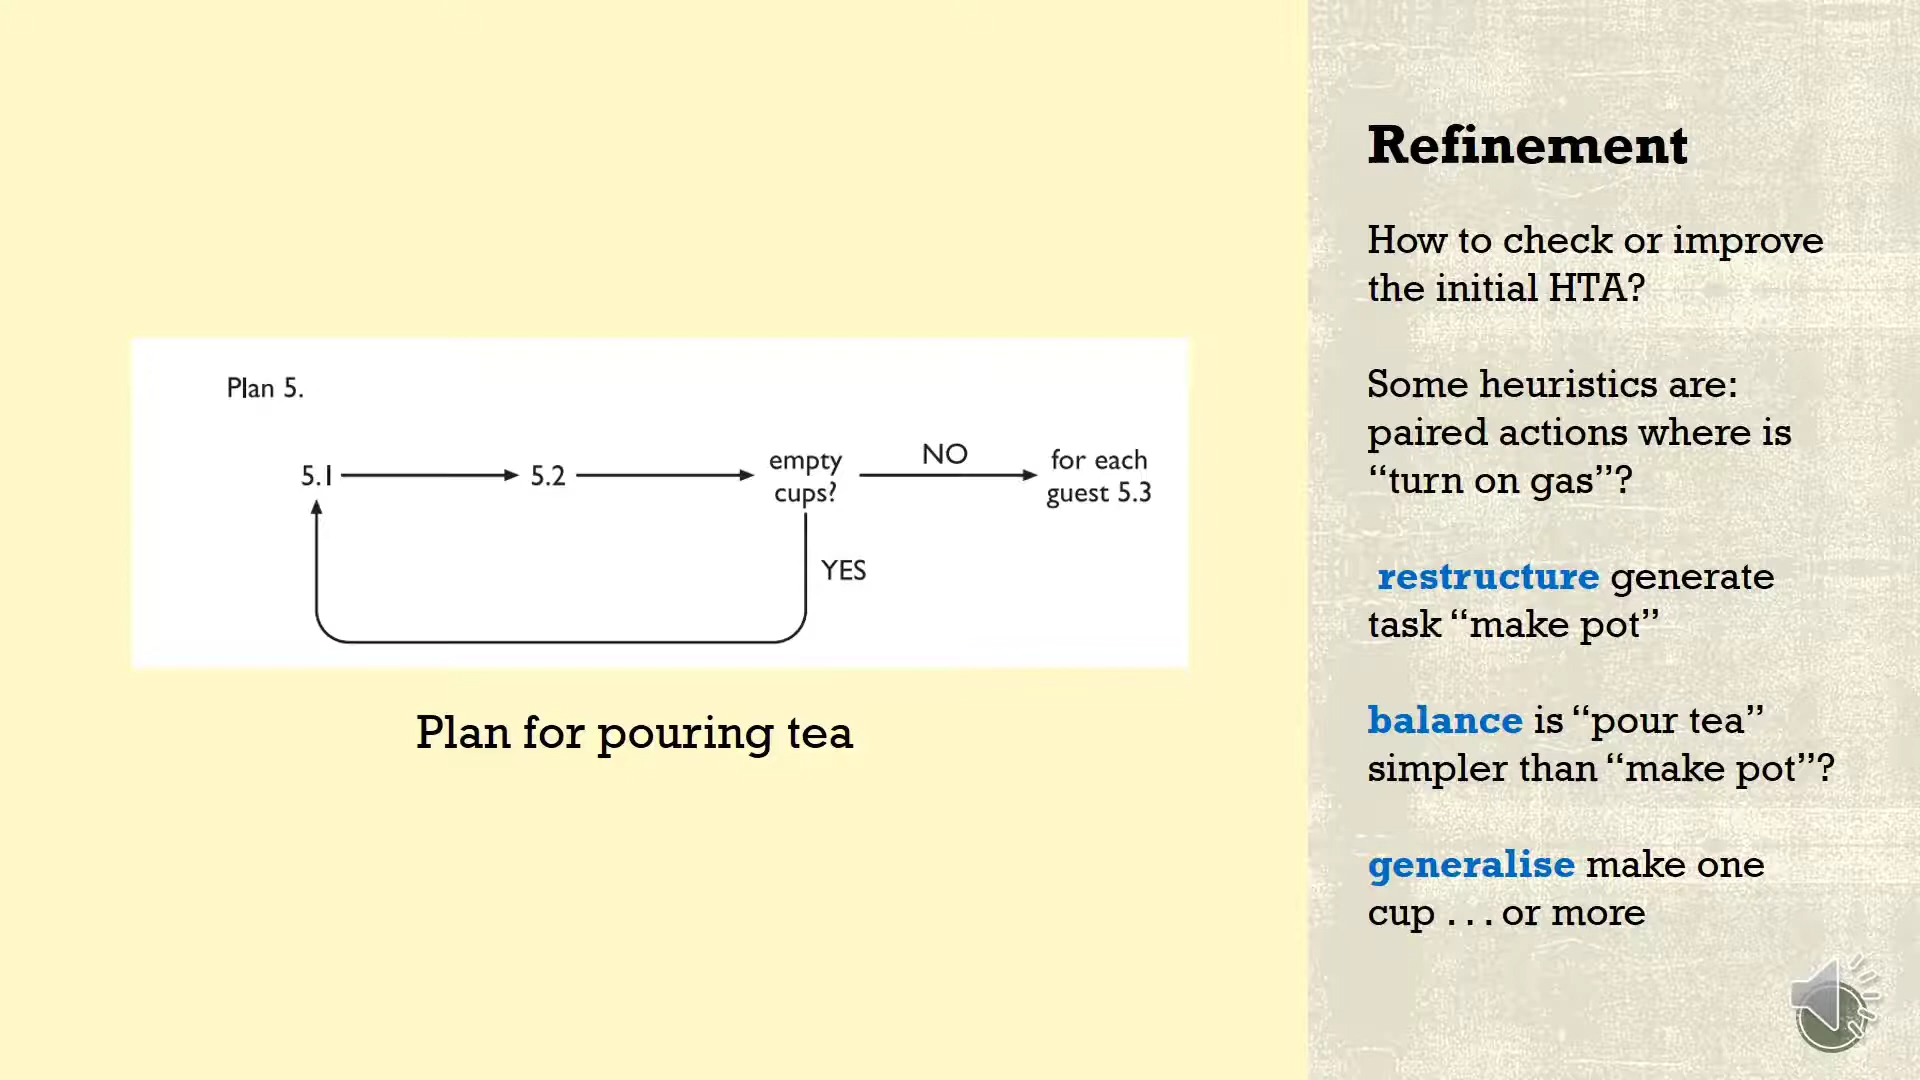 Plan 5.
5.1
5.2
empty
cups?
NO
for each
guest 5.3
YES
Plan for pouring tea
Refinement
How to check or improve
the initial HTA?
Some heuristics are:
paired actions where is
“turn on gas”?
restructure generate
task “make pot”
balance is “pour tea”
simpler than “make pot”?
generalise make one
cup . . . or more